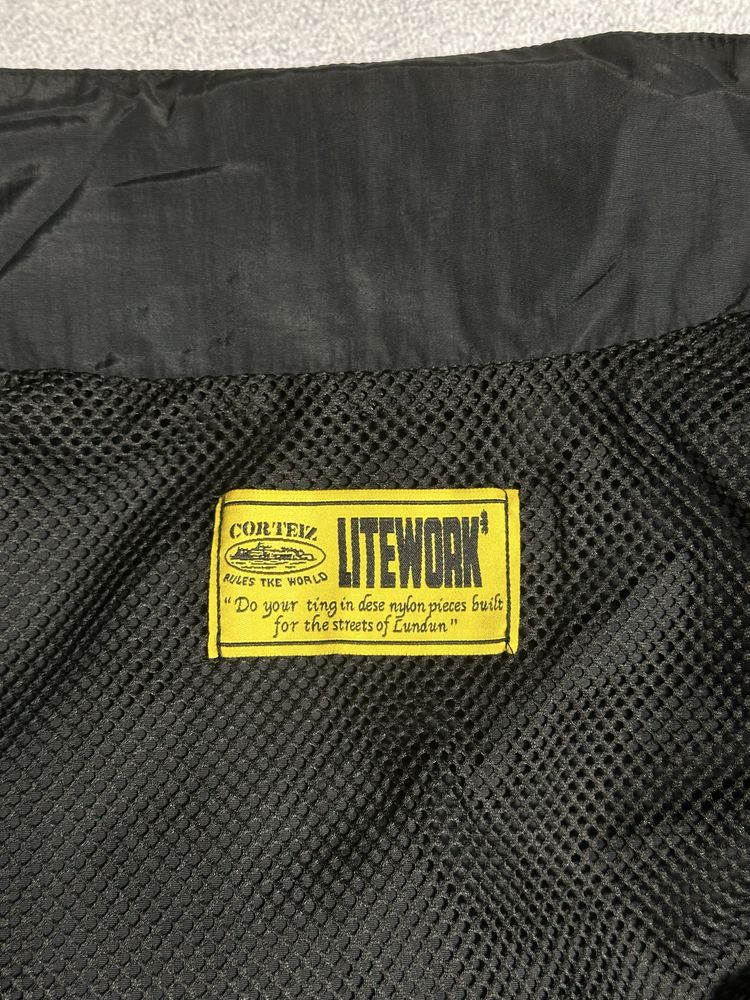 CORTEIZ
RULES THE WORLD
LITEWORK
"Do your ting in dese nylon pieces built
for the streets of Lundun"